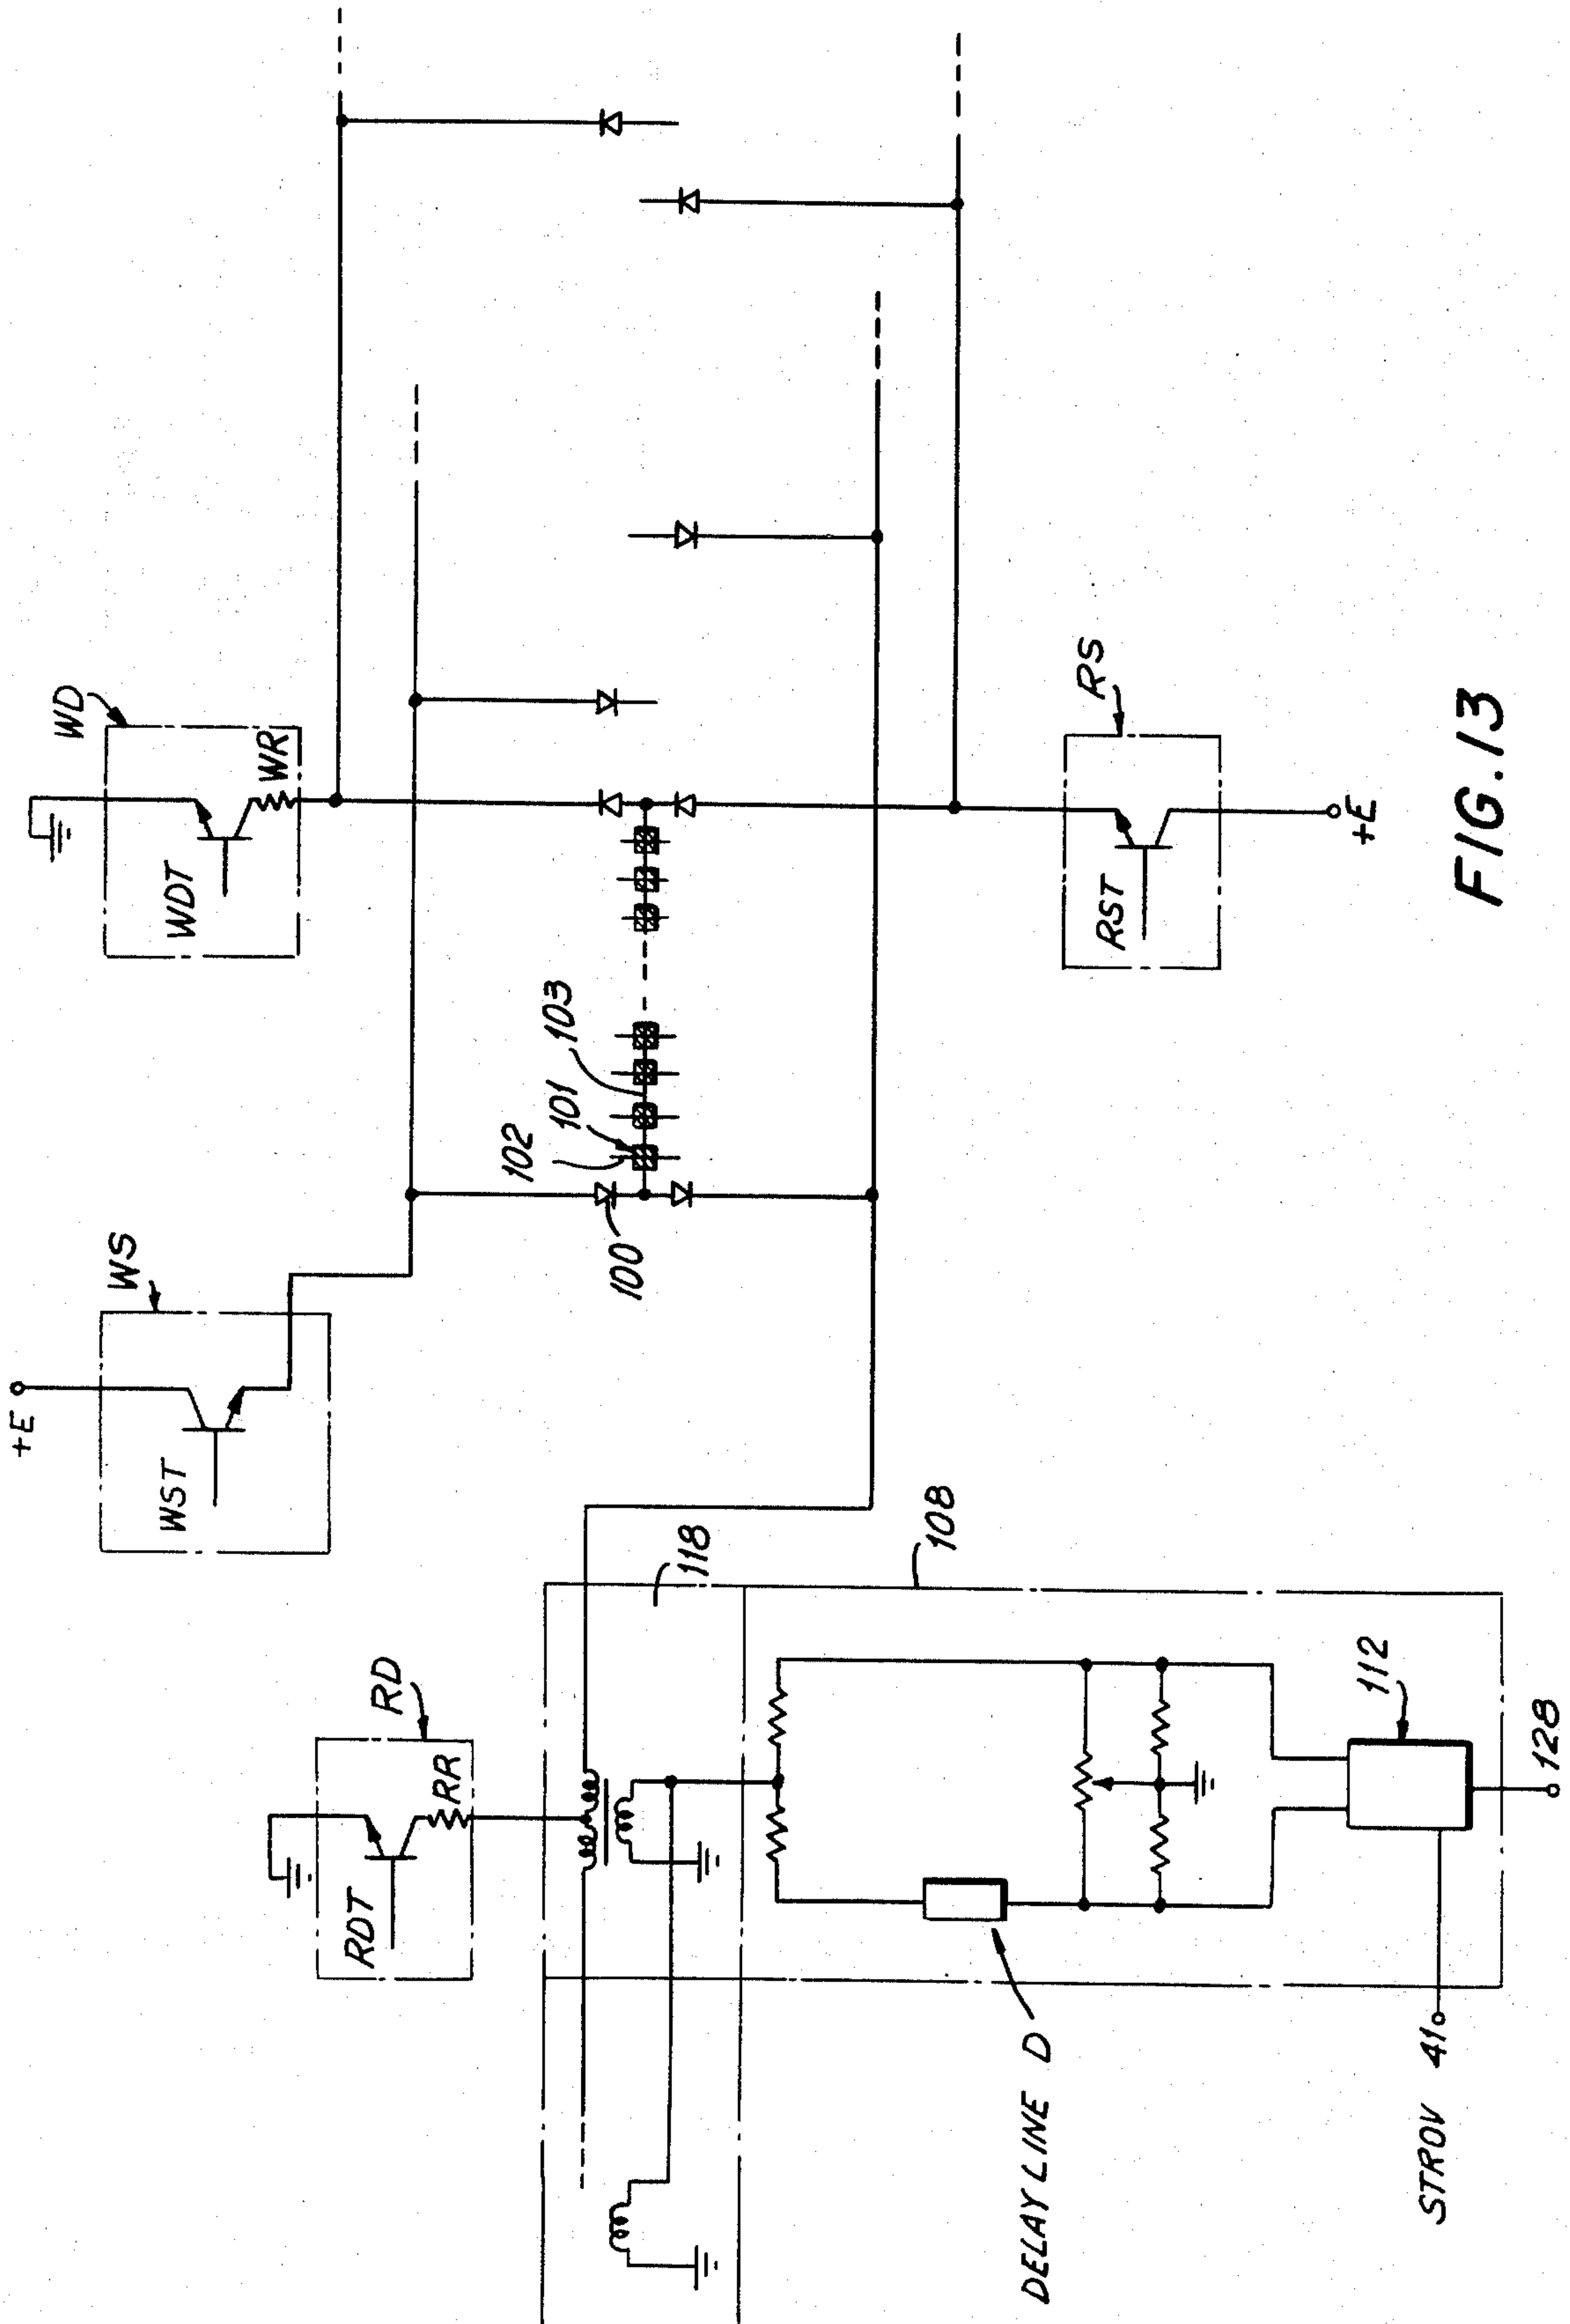 +E
WS
WST
WD
WDT
WR
RD
RDT
RR
102
101
103
100
118
108
RS
RST
+E
112
DELAY LINE D
STROV 41
128
FIG. 13